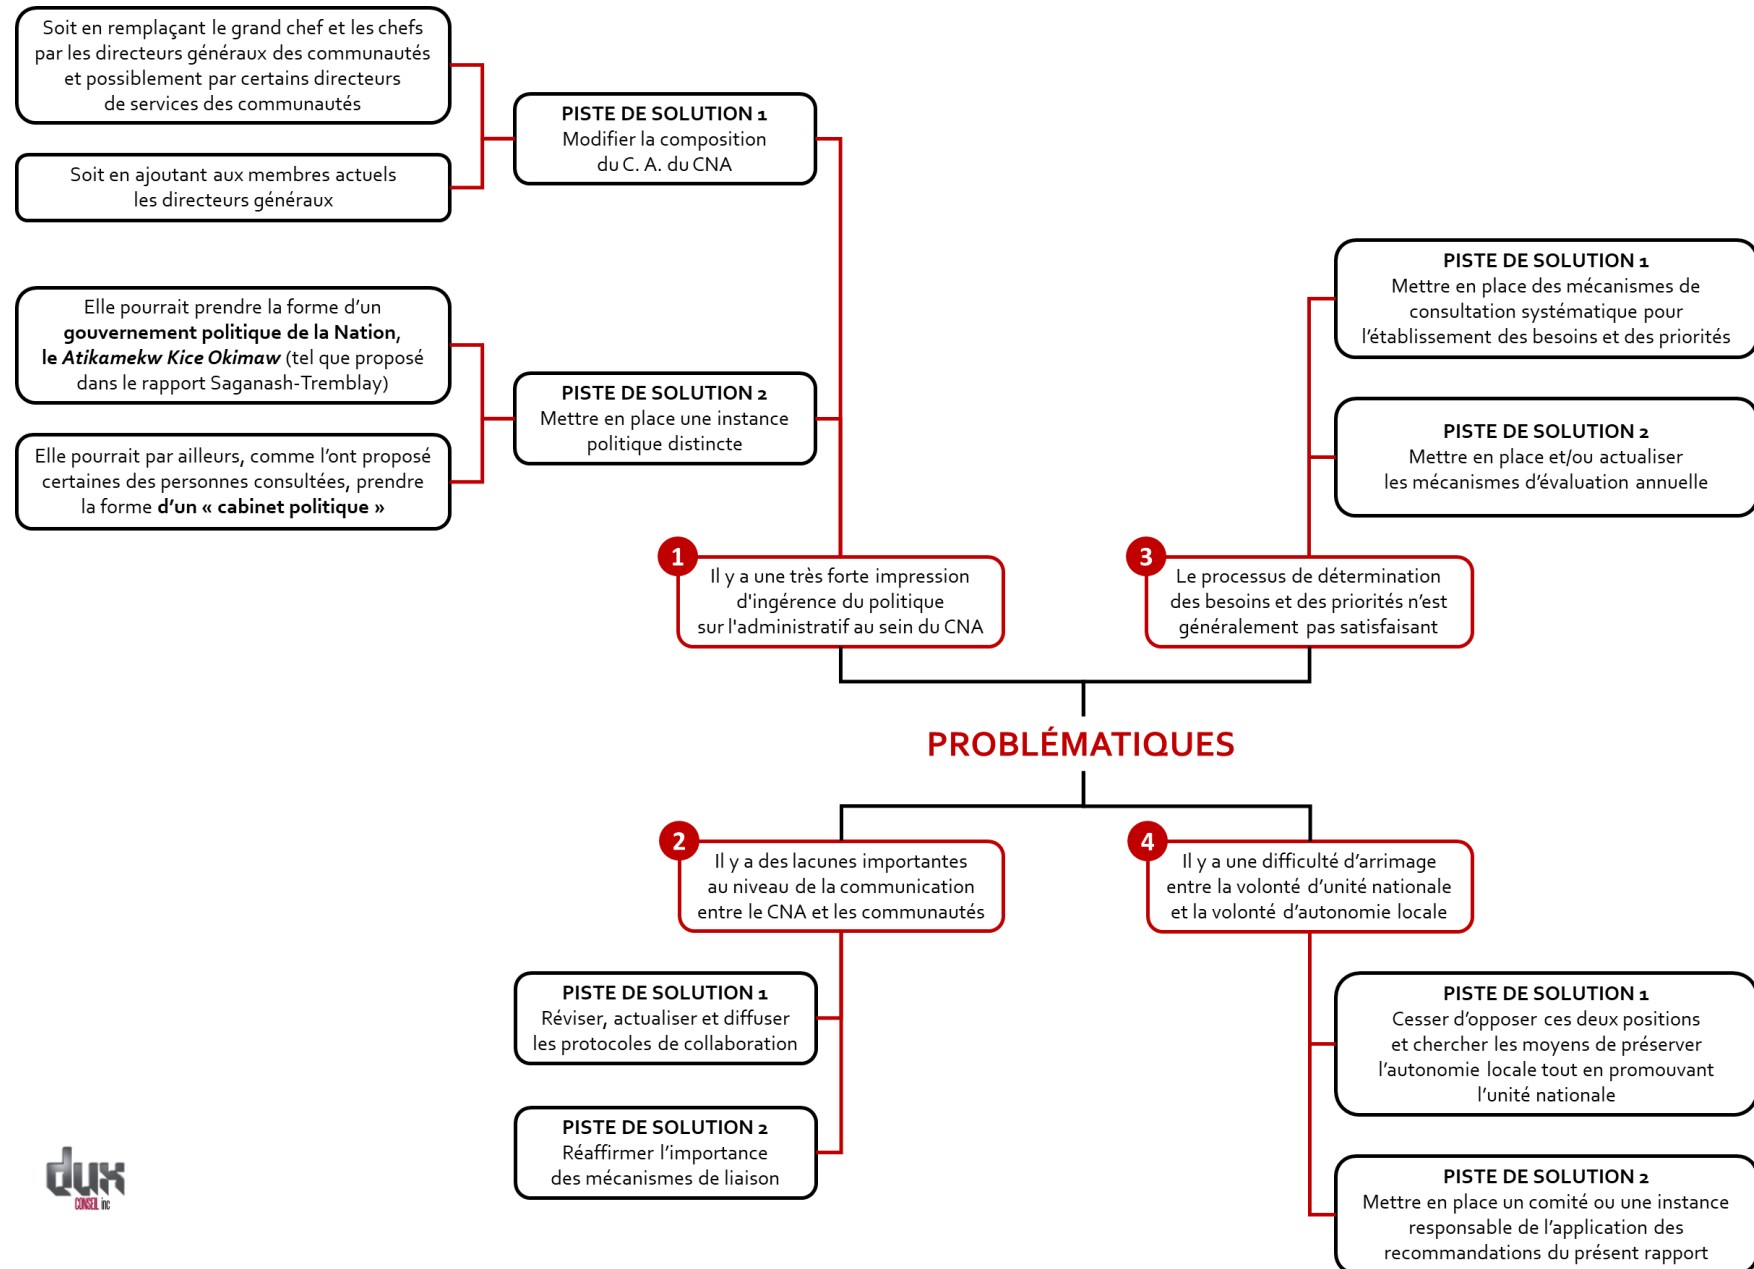 Soit en remplaçant le grand chef et les chefs
par les directeurs généraux des communautés
et possiblement par certains directeurs
de services des communautés
Soit en ajoutant aux membres actuels
les directeurs généraux
PISTE DE SOLUTION 1
Modifier la composition
du C. A. du CNA
Elle pourrait prendre la forme d’un
gouvernement politique de la Nation,
le Atikamekw Kice Okimaw (tel que proposé
dans le rapport Saganash-Tremblay)
Elle pourrait par ailleurs, comme l’ont proposé
certaines des personnes consultées, prendre
la forme d’un « cabinet politique »
PISTE DE SOLUTION 2
Mettre en place une instance
politique distincte
1
Il y a une très forte impression
d'ingérence du politique
sur l'administratif au sein du CNA
PISTE DE SOLUTION 1
Mettre en place des mécanismes de
consultation systématique pour
l’établissement des besoins et des priorités
PISTE DE SOLUTION 2
Mettre en place et/ou actualiser
les mécanismes d’évaluation annuelle
3
Le processus de détermination
des besoins et des priorités n’est
généralement pas satisfaisant
PROBLÉMATIQUES
2
Il y a des lacunes importantes
au niveau de la communication
entre le CNA et les communautés
PISTE DE SOLUTION 1
Réviser, actualiser et diffuser
les protocoles de collaboration
PISTE DE SOLUTION 2
Réaffirmer l’importance
des mécanismes de liaison
4
Il y a une difficulté d’arrimage
entre la volonté d’unité nationale
et la volonté d’autonomie locale
PISTE DE SOLUTION 1
Cesser d’opposer ces deux positions
et chercher les moyens de préserver
l’autonomie locale tout en promouvant
l’unité nationale
PISTE DE SOLUTION 2
Mettre en place un comité ou une instance
responsable de l’application des
recommandations du présent rapport
dux
CONSEIL inc